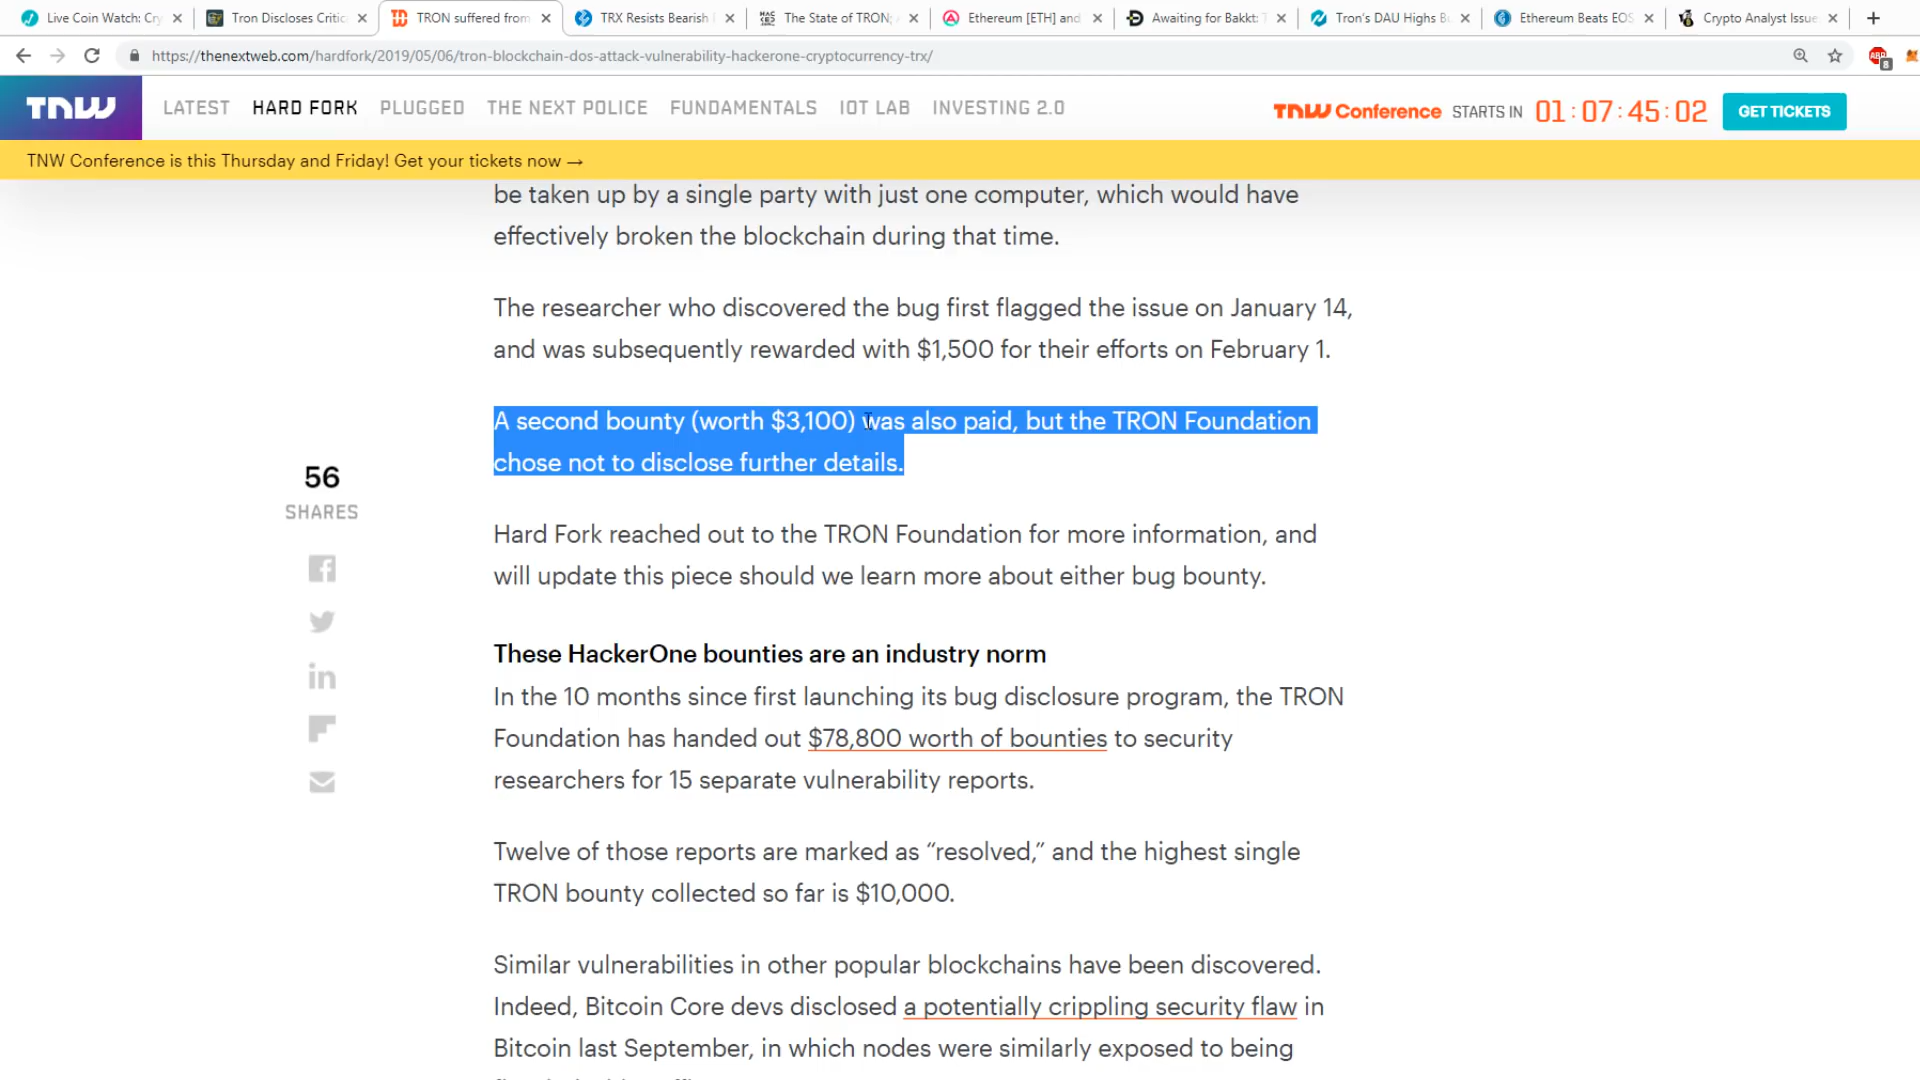 Live Coin Watch: Cry
Tron Discloses Critic
TRON suffered from
TRX Resists Bearish
The State of TRON:
Ethereum [ETH] and
Awaiting for Bakkt:
Tron's DAU Highs Bu
Ethereum Beats EOS
Crypto Analyst Issue
https://thenextweb.com/hardfork/2019/05/06/tron-blockchain-dos-attack-vulnerability-hackerone-cryptocurrency-trx/
ABP
8
TNW
LATEST HARD FORK PLUGGED THE NEXT POLICE FUNDAMENTALS IOT LAB INVESTING 2.0
TNW Conference STARTS IN 01:07:45:02 GET TICKETS
TNW Conference is this Thursday and Friday! Get your tickets now →
be taken up by a single party with just one computer, which would have
effectively broken the blockchain during that time.
The researcher who discovered the bug first flagged the issue on January 14,
and was subsequently rewarded with $1,500 for their efforts on February 1.
A second bounty (worth $3,100) was also paid, but the TRON Foundation
chose not to disclose further details.
56
SHARES
Hard Fork reached out to the TRON Foundation for more information, and
will update this piece should we learn more about either bug bounty.
These HackerOne bounties are an industry norm
In the 10 months since first launching its bug disclosure program, the TRON
Foundation has handed out $78,800 worth of bounties to security
researchers for 15 separate vulnerability reports.
Twelve of those reports are marked as “resolved,” and the highest single
TRON bounty collected so far is $10,000.
Similar vulnerabilities in other popular blockchains have been discovered.
Indeed, Bitcoin Core devs disclosed a potentially crippling security flaw in
Bitcoin last September, in which nodes were similarly exposed to being